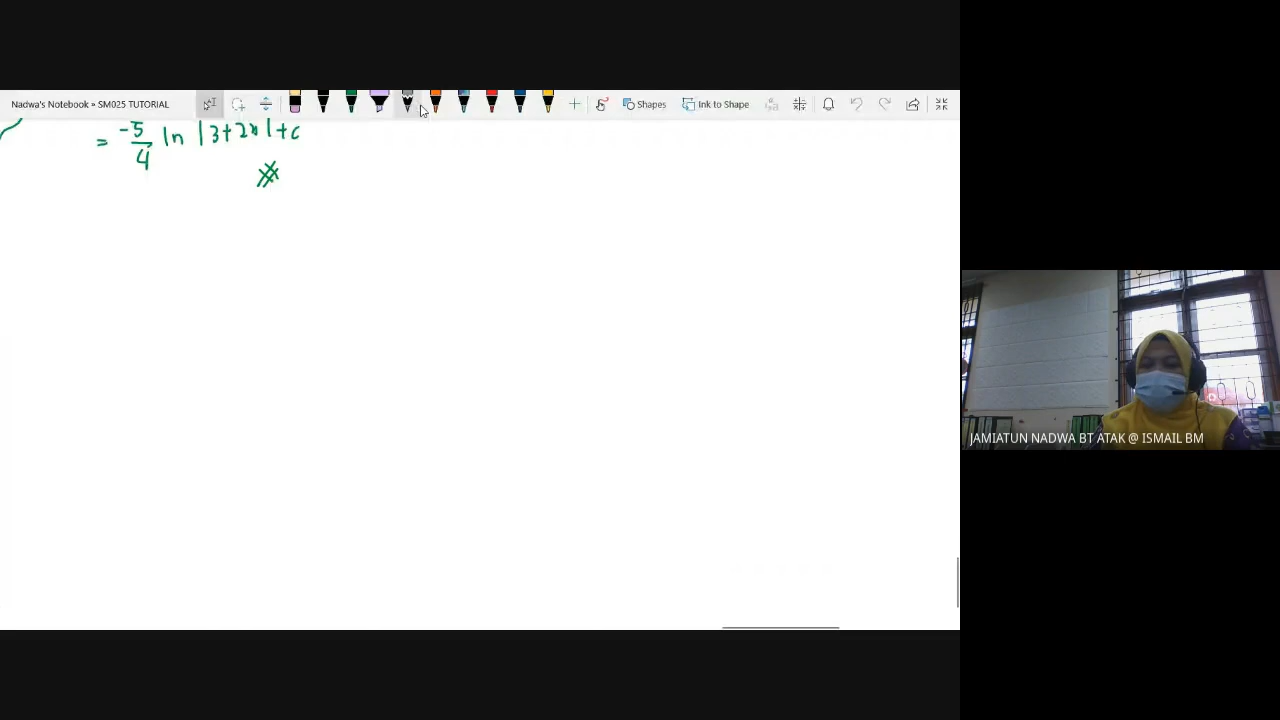 Nadwa's Notebook » SM025 TUTORIAL
Shapes
Ink to Shape
= -5/4 ln |3+2x| + c
JAMIATUN NADWA BT ATAK @ ISMAIL BM